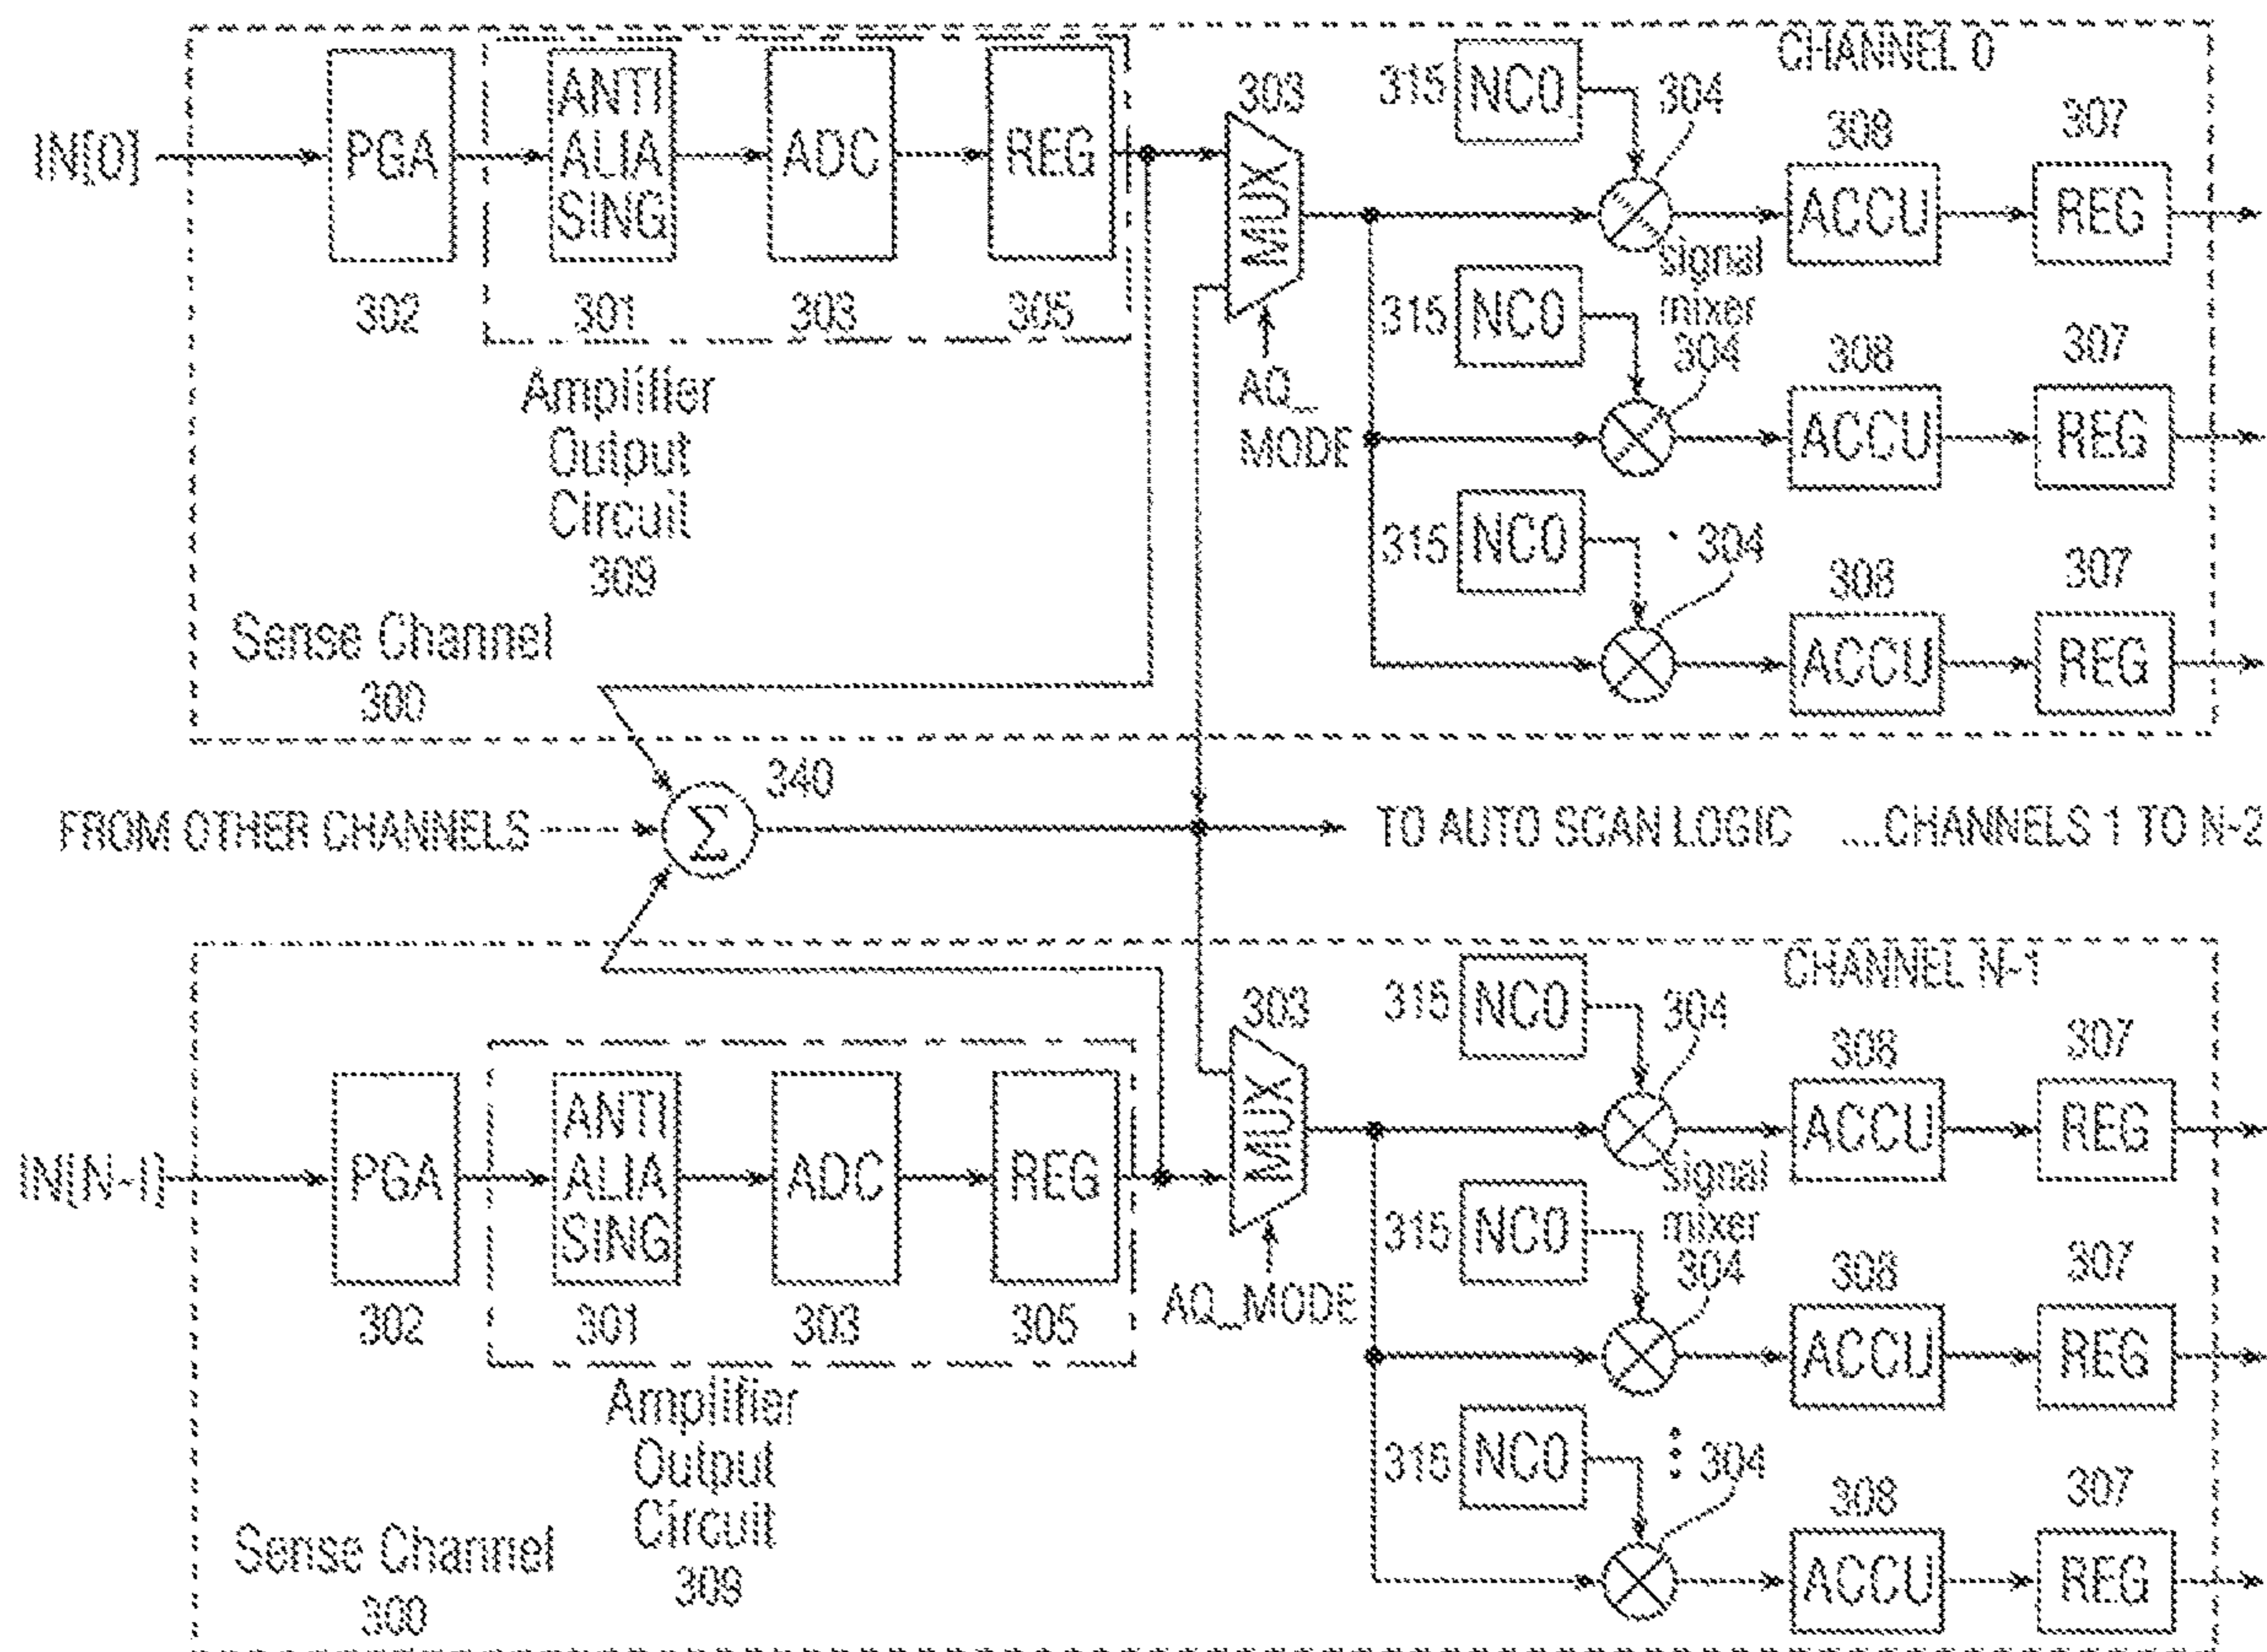 CHANNEL 0
IN[0]
PGA
302
ANTI
ALIA
SING
301
ADC
303
REG
305
Amplifier
Output
Circuit
309
Sense Channel
300
303
MUX
AQ_
MODE
315
NCO
304
signal
mixer
ACCU
308
REG
307
315
NCO
304
ACCU
308
REG
307
315
NCO
304
ACCU
308
REG
307
FROM OTHER CHANNELS
Σ
340
TO AUTO SCAN LOGIC ....CHANNELS 1 TO N-2
CHANNEL N-1
IN[N-1]
PGA
302
ANTI
ALIA
SING
301
ADC
303
REG
305
Amplifier
Output
Circuit
309
Sense Channel
300
303
MUX
AQ_MODE
315
NCO
304
signal
mixer
ACCU
308
REG
307
315
NCO
304
ACCU
308
REG
307
315
NCO
304
ACCU
308
REG
307